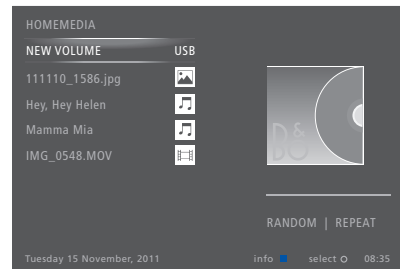 HOMEMEDIA
NEW VOLUME USB
111110_1586.jpg
Hey, Hey Helen
Mamma Mia
IMG_0548.MOV
B&O
RANDOM | REPEAT
Tuesday 15 November, 2011 info select 08:35